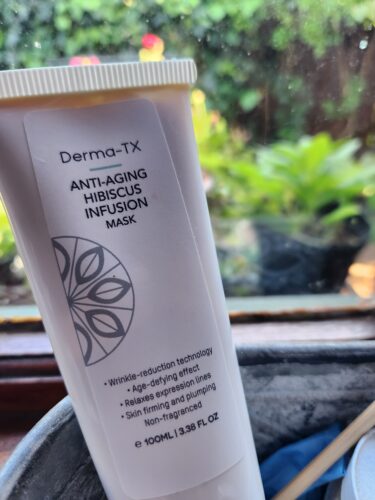 Derma-TX
ANTI-AGING
HIBISCUS
INFUSION
MASK
• Wrinkle-reduction technology
• Age-defying effect
• Relaxes expression lines
• Skin firming and plumping
Non-fragranced
℮ 100ML | 3.38 FL OZ